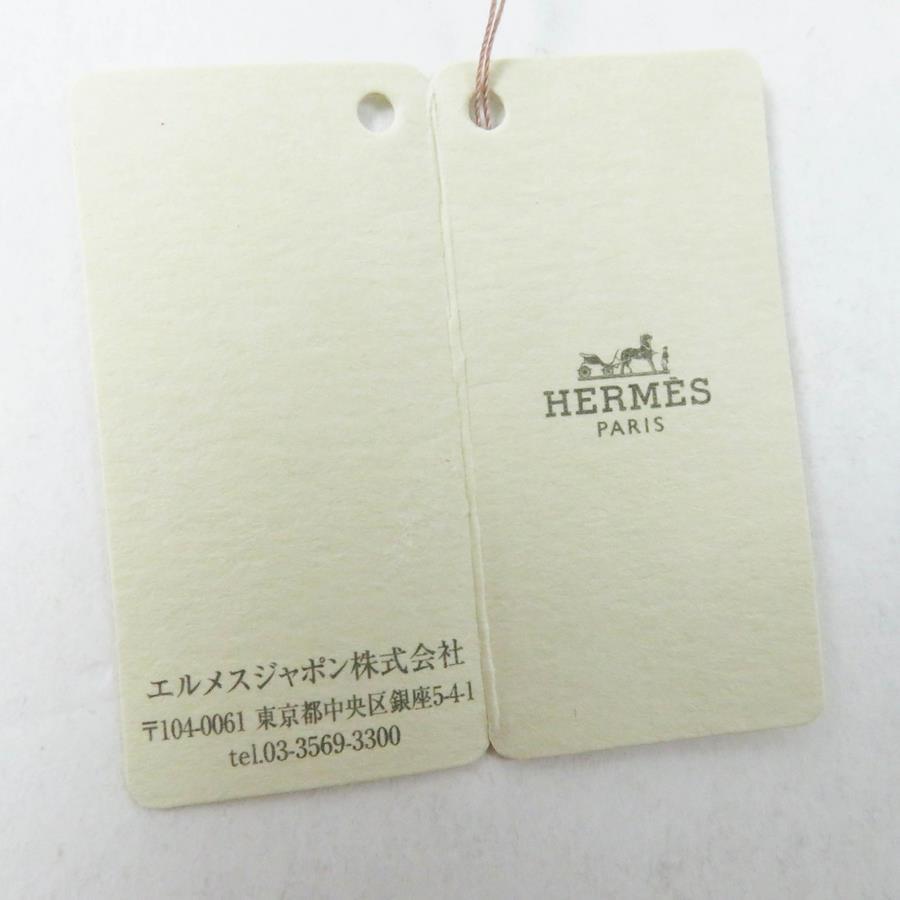 エルメスジャポン株式会社
〒104-0061 東京都中央区銀座5-4-1
tel.03-3569-3300
HERMÈS
PARIS